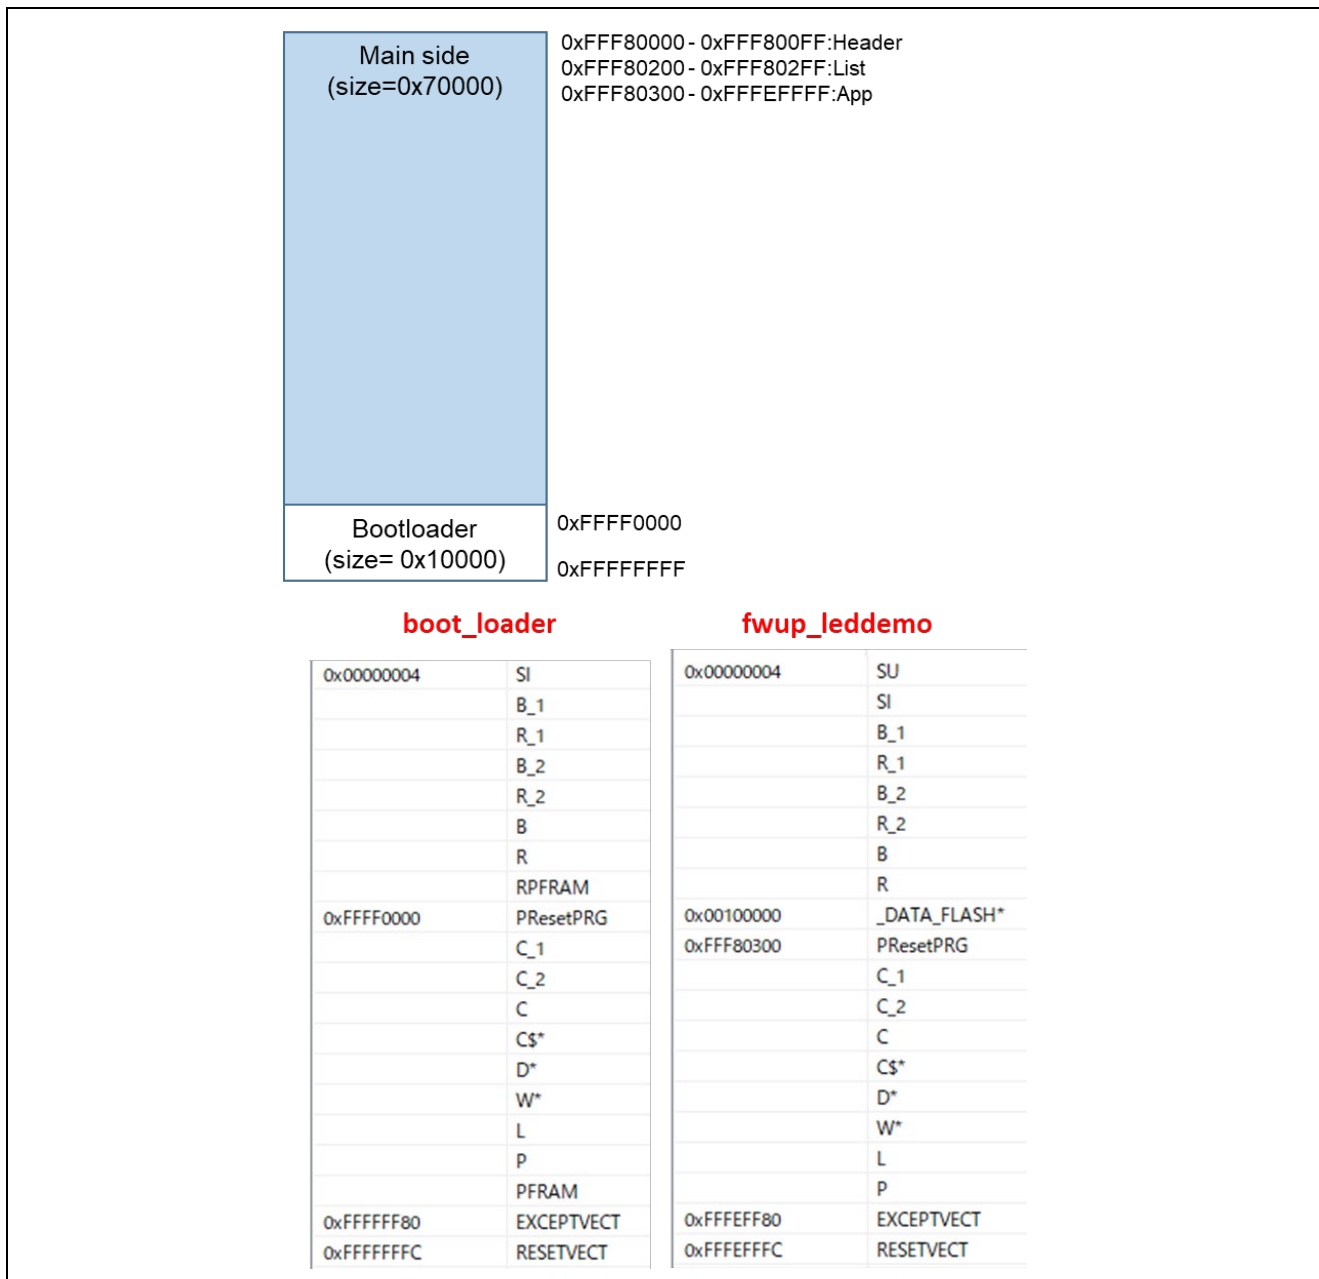 Main side
(size=0x70000)
0xFFF80000 - 0xFFF800FF:Header
0xFFF80200 - 0xFFF802FF:List
0xFFF80300 - 0xFFFEFFFF:App
Bootloader
(size= 0x10000)
0xFFFF0000
0xFFFFFFFF
boot_loader
0x00000004 SI
B_1
R_1
B_2
R_2
B
R
RPFRAM
0xFFFF0000 PResetPRG
C_1
C_2
C
C$*
D*
W*
L
P
PFRAM
0xFFFFFF80 EXCEPTVECT
0xFFFFFFFC RESETVECT
fwup_leddemo
0x00000004 SU
SI
B_1
R_1
B_2
R_2
B
R
0x00100000 _DATA_FLASH*
0xFFF80300 PResetPRG
C_1
C_2
C
C$*
D*
W*
L
P
0xFFFEFF80 EXCEPTVECT
0xFFFEFFFC RESETVECT